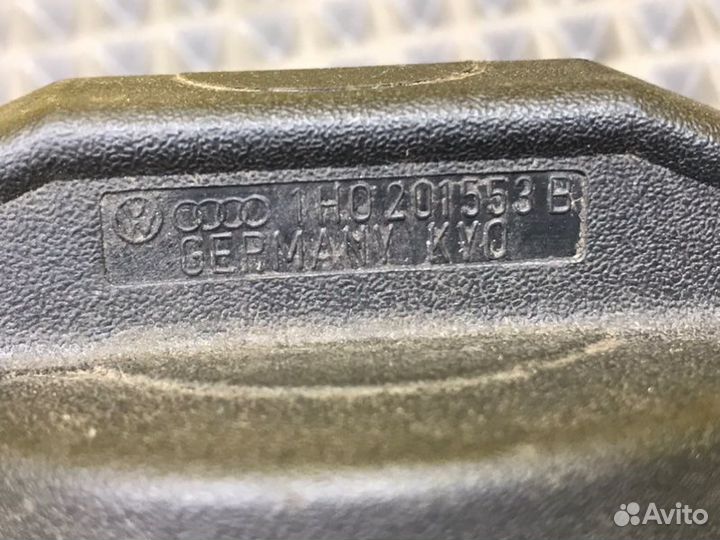 1H0 201 553 B
GERMANY KVO
Avito